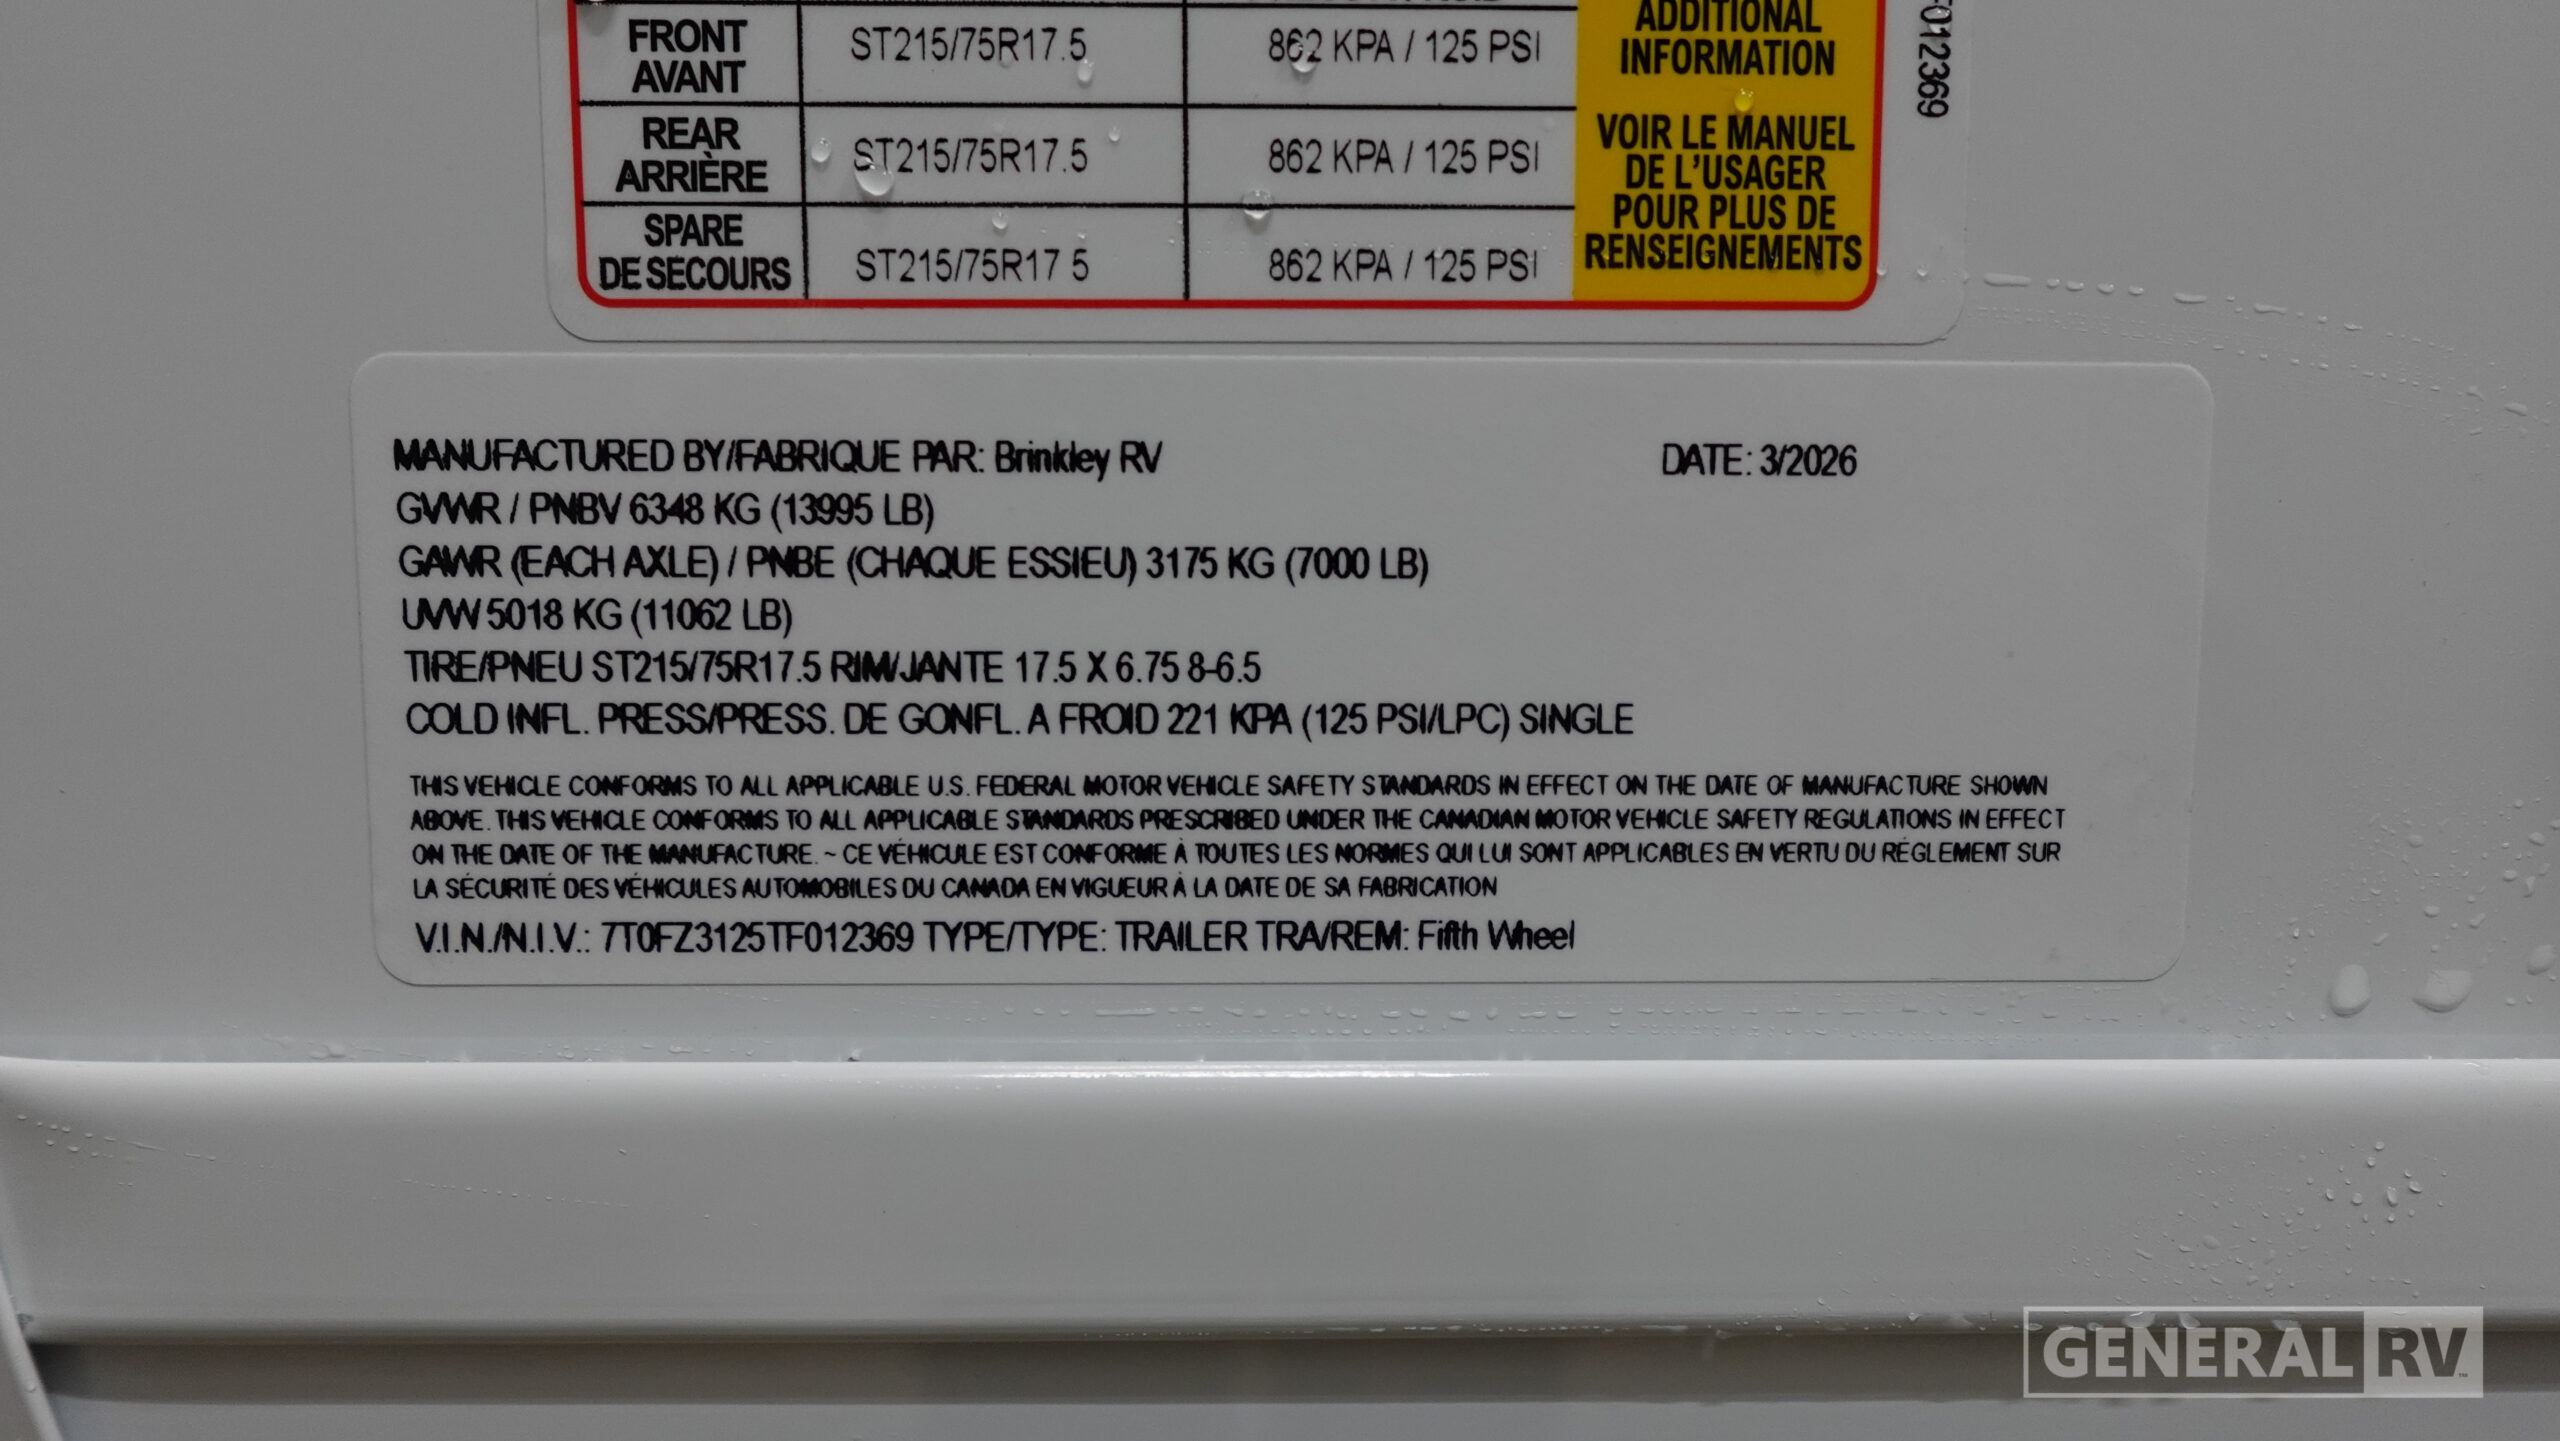 FRONT
AVANT
ST215/75R17.5
862 KPA / 125 PSI
REAR
ARRIÈRE
ST215/75R17.5
862 KPA / 125 PSI
SPARE
DE SECOURS
ST215/75R17 5
862 KPA / 125 PSI
ADDITIONAL
INFORMATION
VOIR LE MANUEL
DE L'USAGER
POUR PLUS DE
RENSEIGNEMENTS
F012369
MANUFACTURED BY/FABRIQUE PAR: Brinkley RV DATE: 3/2026
GVWR / PNBV 6348 KG (13995 LB)
GAWR (EACH AXLE) / PNBE (CHAQUE ESSIEU) 3175 KG (7000 LB)
UVW 5018 KG (11062 LB)
TIRE/PNEU ST215/75R17.5 RIM/JANTE 17.5 X 6.75 8-6.5
COLD INFL. PRESS/PRESS. DE GONFL. A FROID 221 KPA (125 PSI/LPC) SINGLE
THIS VEHICLE CONFORMS TO ALL APPLICABLE U.S. FEDERAL MOTOR VEHICLE SAFETY STANDARDS IN EFFECT ON THE DATE OF MANUFACTURE SHOWN
ABOVE. THIS VEHICLE CONFORMS TO ALL APPLICABLE STANDARDS PRESCRIBED UNDER THE CANADIAN MOTOR VEHICLE SAFETY REGULATIONS IN EFFECT
ON THE DATE OF THE MANUFACTURE. ~ CE VÉHICULE EST CONFORME À TOUTES LES NORMES QUI LUI SONT APPLICABLES EN VERTU DU RÉGLEMENT SUR
LA SÉCURITÉ DES VÉHICULES AUTOMOBILES DU CANADA EN VIGUEUR À LA DATE DE SA FABRICATION
V.I.N./N.I.V.: 7T0FZ3125TF012369 TYPE/TYPE: TRAILER TRA/REM: Fifth Wheel
GENERAL RV™